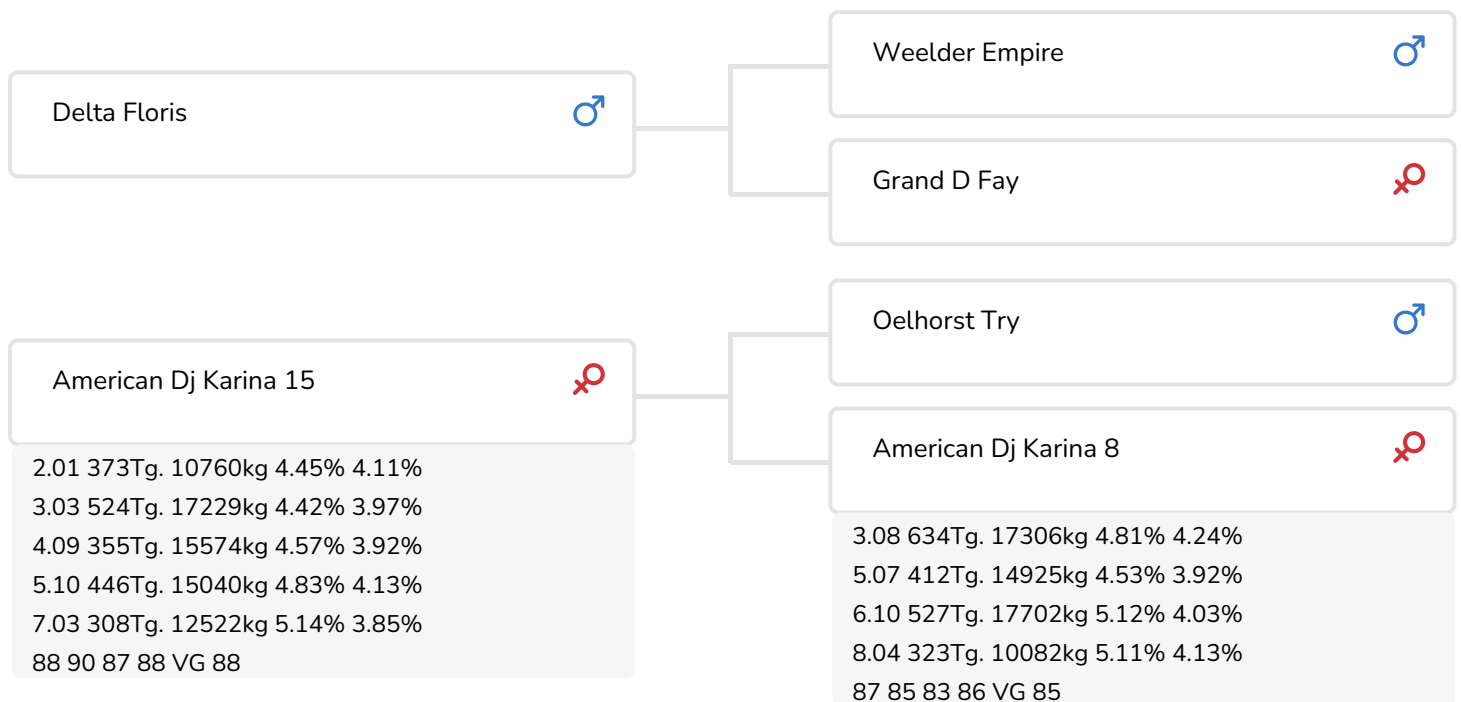 Delta Floris
Weelder Empire
Grand D Fay
American Dj Karina 15
2.01 373Tg. 10760kg 4.45% 4.11%
3.03 524Tg. 17229kg 4.42% 3.97%
4.09 355Tg. 15574kg 4.57% 3.92%
5.10 446Tg. 15040kg 4.83% 4.13%
7.03 308Tg. 12522kg 5.14% 3.85%
88 90 87 88 VG 88
Oelhorst Try
American Dj Karina 8
3.08 634Tg. 17306kg 4.81% 4.24%
5.07 412Tg. 14925kg 4.53% 3.92%
6.10 527Tg. 17702kg 5.12% 4.03%
8.04 323Tg. 10082kg 5.11% 4.13%
87 85 83 86 VG 85